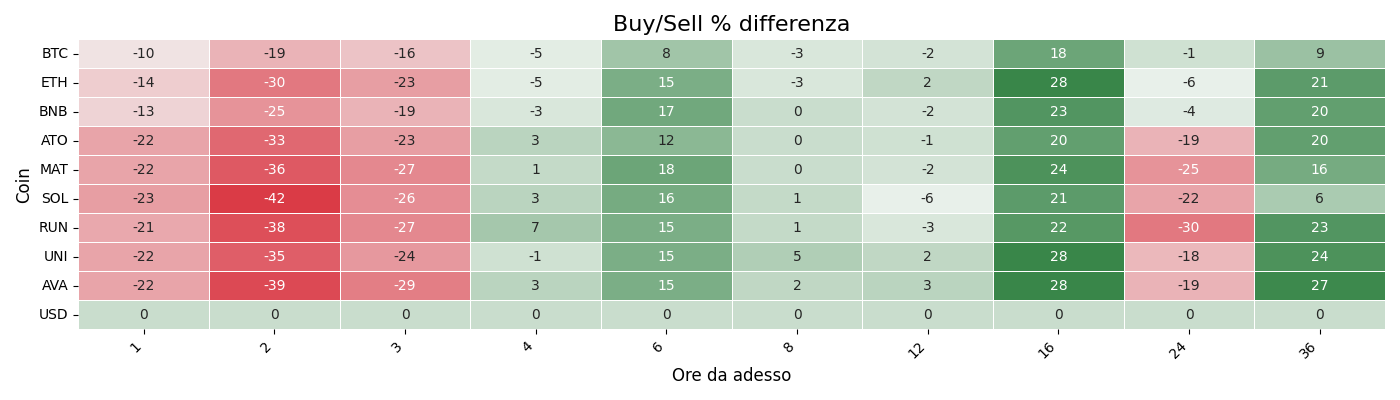 Buy/Sell % differenza
Coin
BTC -10 -19 -16 -5 8 -3 -2 18 -1 9
ETH -14 -30 -23 -5 15 -3 2 28 -6 21
BNB -13 -25 -19 -3 17 0 -2 23 -4 20
ATO -22 -33 -23 3 12 0 -1 20 -19 20
MAT -22 -36 -27 1 18 0 -2 24 -25 16
SOL -23 -42 -26 3 16 1 -6 21 -22 6
RUN -21 -38 -27 7 15 1 -3 22 -30 23
UNI -22 -35 -24 -1 15 5 2 28 -18 24
AVA -22 -39 -29 3 15 2 3 28 -19 27
USD 0 0 0 0 0 0 0 0 0 0
1 2 3 4 6 8 12 16 24 36
Ore da adesso